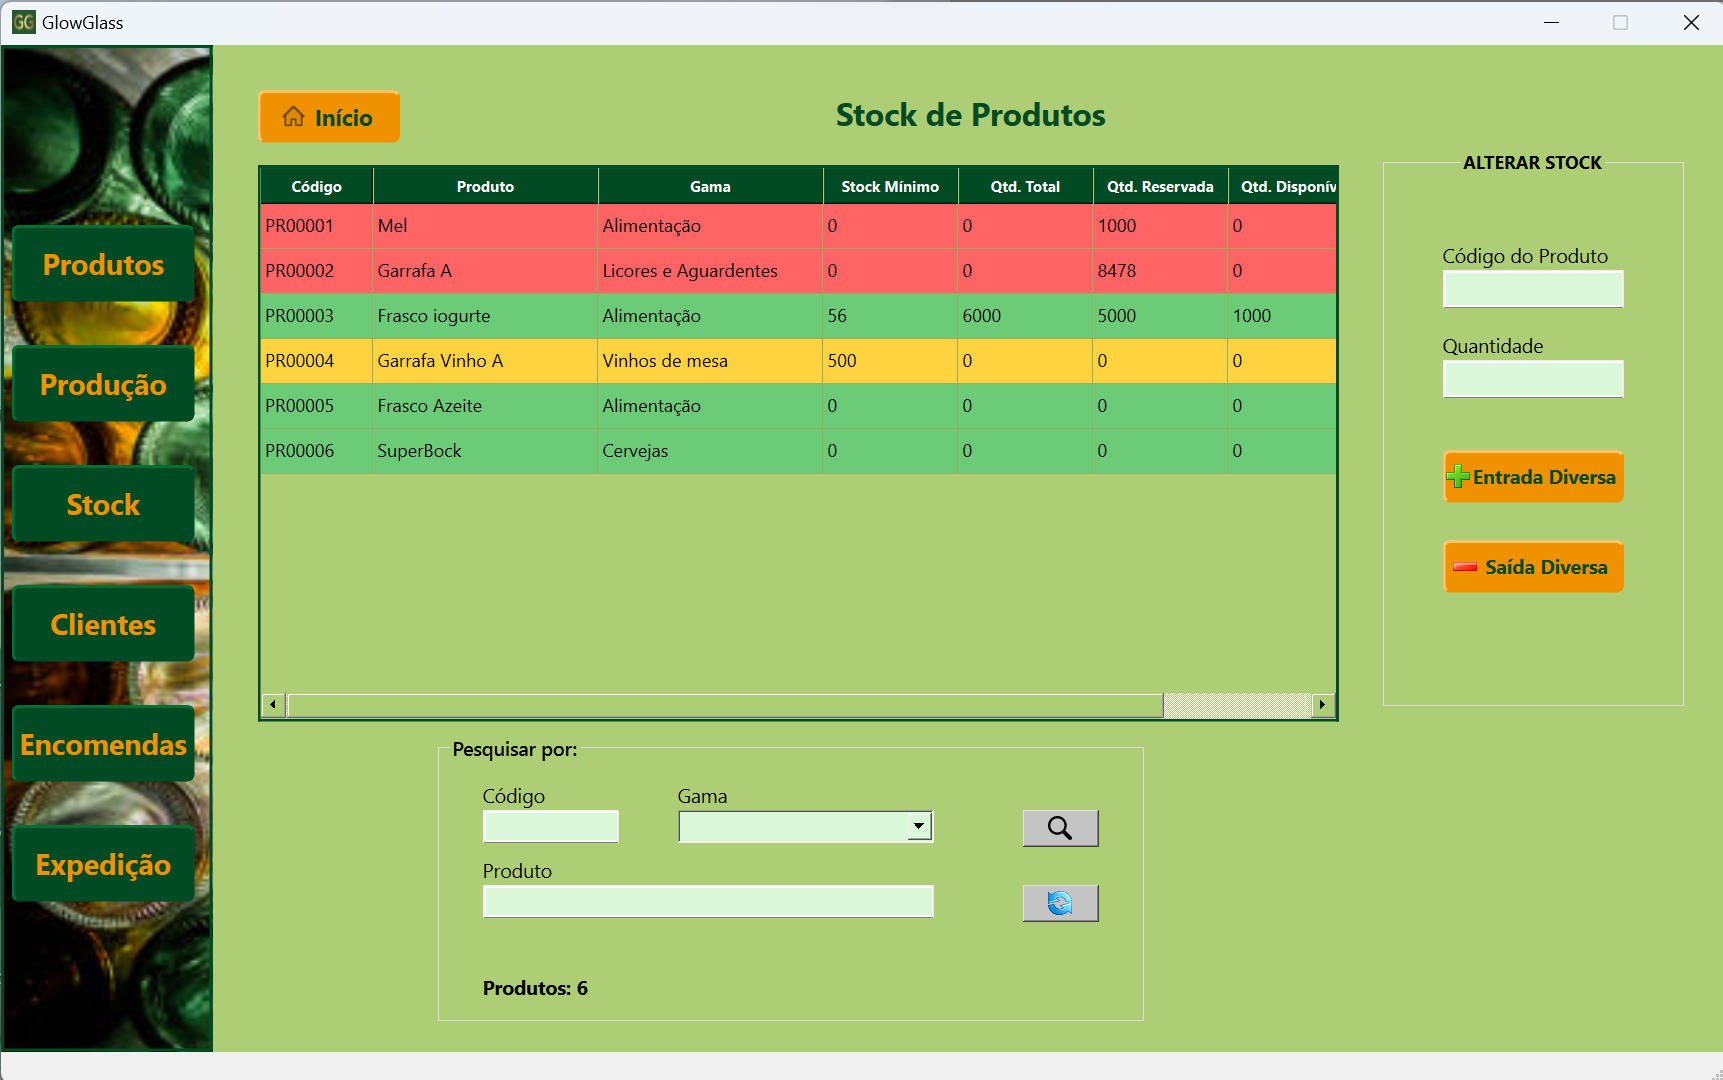 GG GlowGlass
Início
Stock de Produtos
Produtos
Produção
Stock
Clientes
Encomendas
Expedição
Código Produto Gama Stock Mínimo Qtd. Total Qtd. Reservada Qtd. Disponív
PR00001 Mel Alimentação 0 0 1000 0
PR00002 Garrafa A Licores e Aguardentes 0 0 8478 0
PR00003 Frasco iogurte Alimentação 56 6000 5000 1000
PR00004 Garrafa Vinho A Vinhos de mesa 500 0 0 0
PR00005 Frasco Azeite Alimentação 0 0 0 0
PR00006 SuperBock Cervejas 0 0 0 0
ALTERAR STOCK
Código do Produto
Quantidade
Entrada Diversa
Saída Diversa
Pesquisar por:
Código Gama
Produto
Produtos: 6